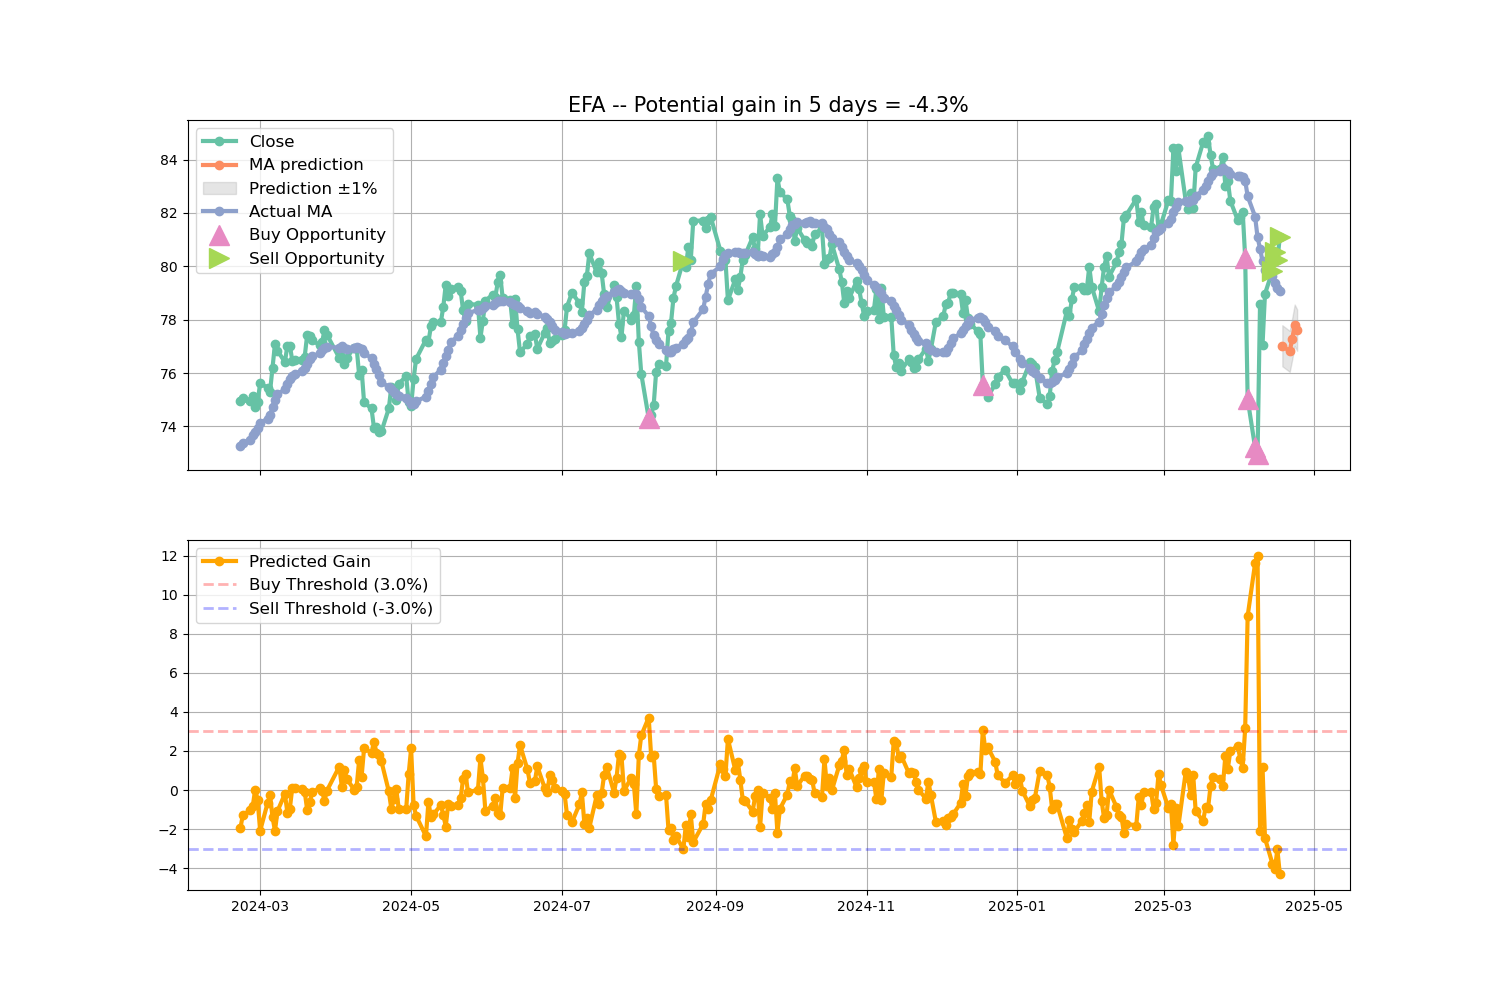 EFA -- Potential gain in 5 days = -4.3%
Close
MA prediction
Prediction ±1%
Actual MA
Buy Opportunity
Sell Opportunity
84
82
80
78
76
74
Predicted Gain
Buy Threshold (3.0%)
Sell Threshold (-3.0%)
12
10
8
6
4
2
0
−2
−4
2024-03 2024-05 2024-07 2024-09 2024-11 2025-01 2025-03 2025-05